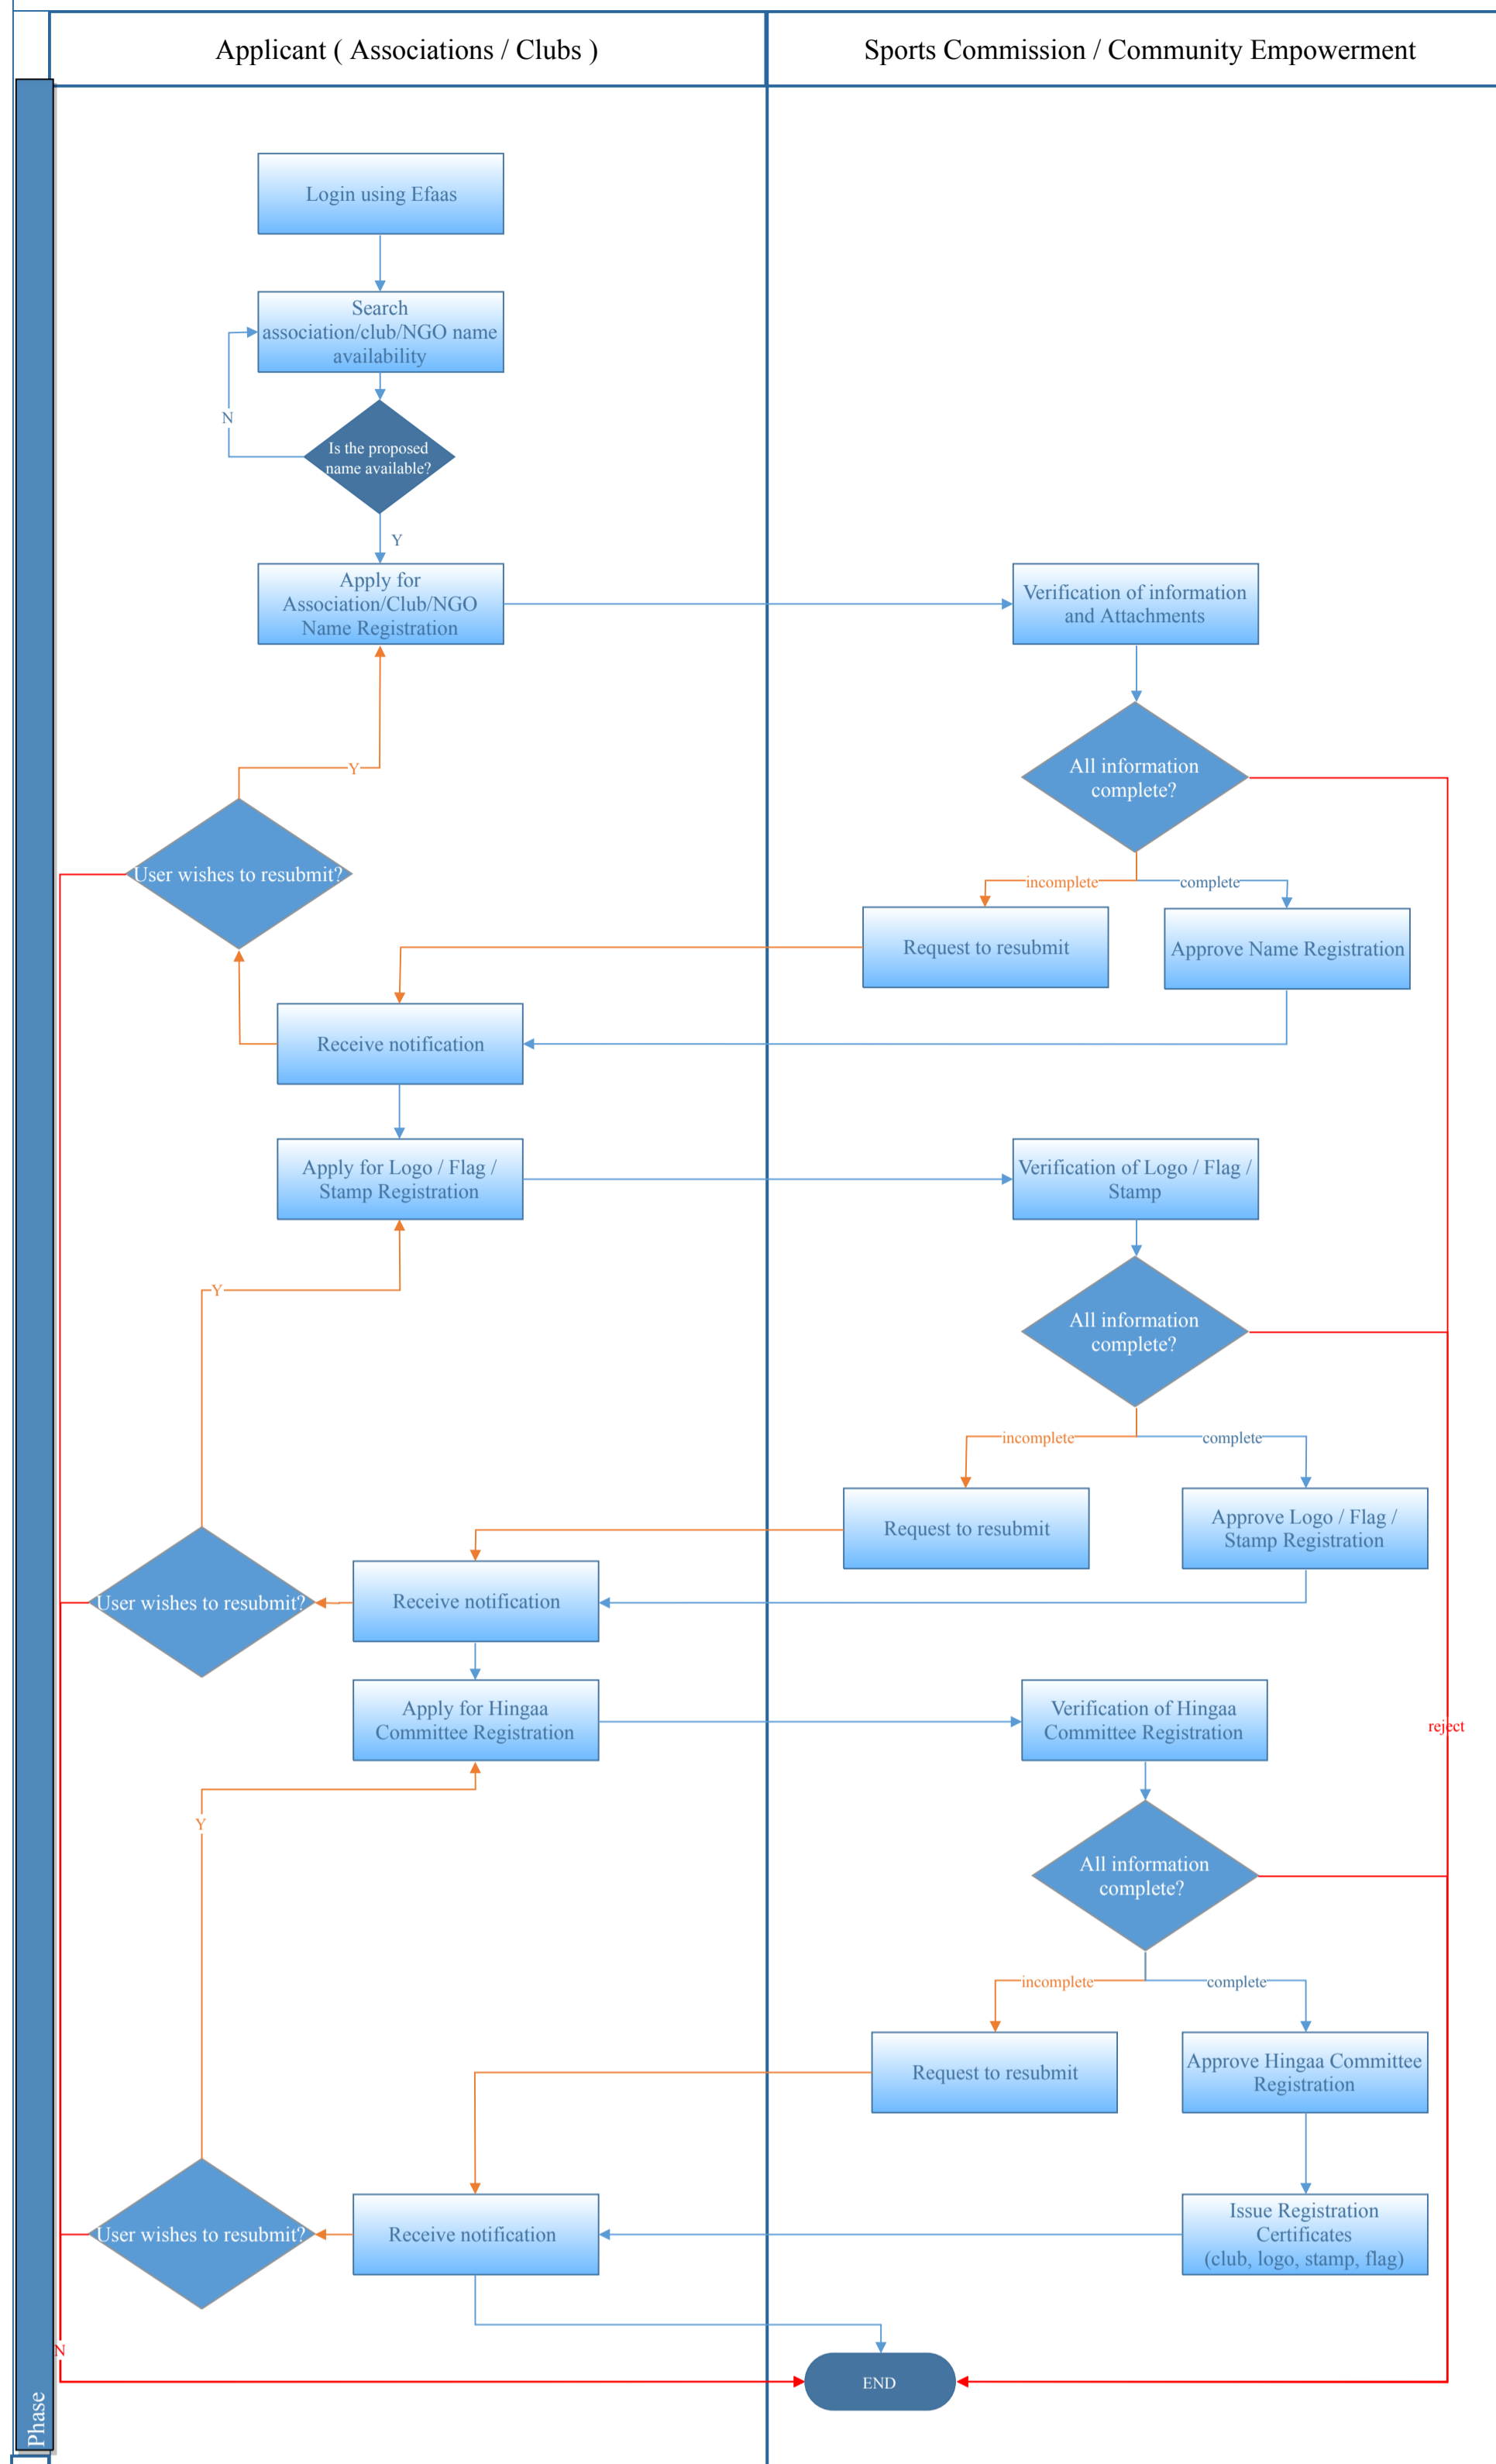 Applicant ( Associations / Clubs )
Sports Commission / Community Empowerment
Login using Efaas
Search
association/club/NGO name
availability
N
Is the proposed
name available?
Y
Apply for
Association/Club/NGO
Name Registration
Verification of information
and Attachments
All information
complete?
Y
User wishes to resubmit?
incomplete
complete
Request to resubmit
Approve Name Registration
Receive notification
Apply for Logo / Flag /
Stamp Registration
Verification of Logo / Flag /
Stamp
Y
All information
complete?
incomplete
complete
Request to resubmit
Approve Logo / Flag /
Stamp Registration
User wishes to resubmit?
Receive notification
Apply for Hingaa
Committee Registration
Verification of Hingaa
Committee Registration
reject
Y
All information
complete?
incomplete
complete
Request to resubmit
Approve Hingaa Committee
Registration
User wishes to resubmit?
Receive notification
Issue Registration
Certificates
(club, logo, stamp, flag)
N
END
Phase